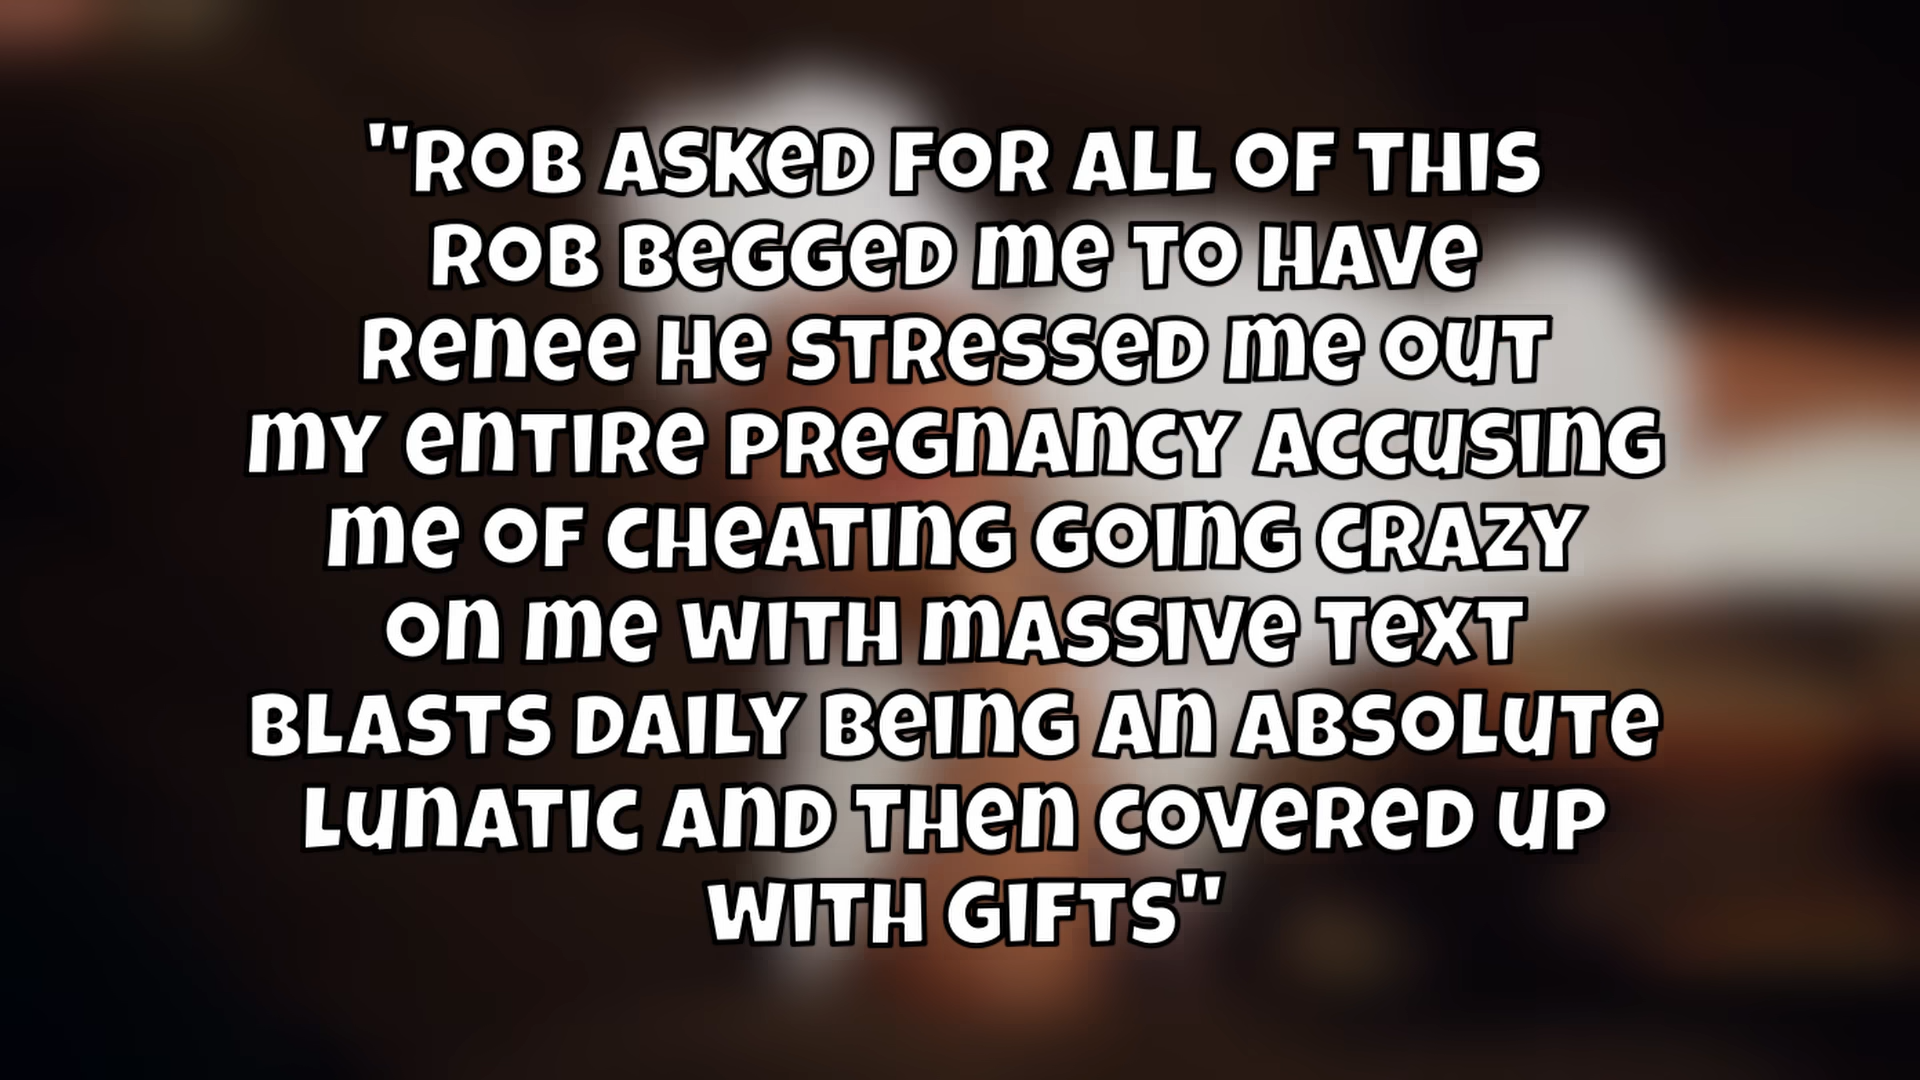 "ROB ASKED FOR ALL OF THIS
ROB BEGGED ME TO HAVE
RENEE HE STRESSED ME OUT
MY ENTIRE PREGNANCY ACCUSING
ME OF CHEATING GOING CRAZY
ON ME WITH MASSIVE TEXT
BLASTS DAILY BEING AN ABSOLUTE
LUNATIC AND THEN COVERED UP
WITH GIFTS"